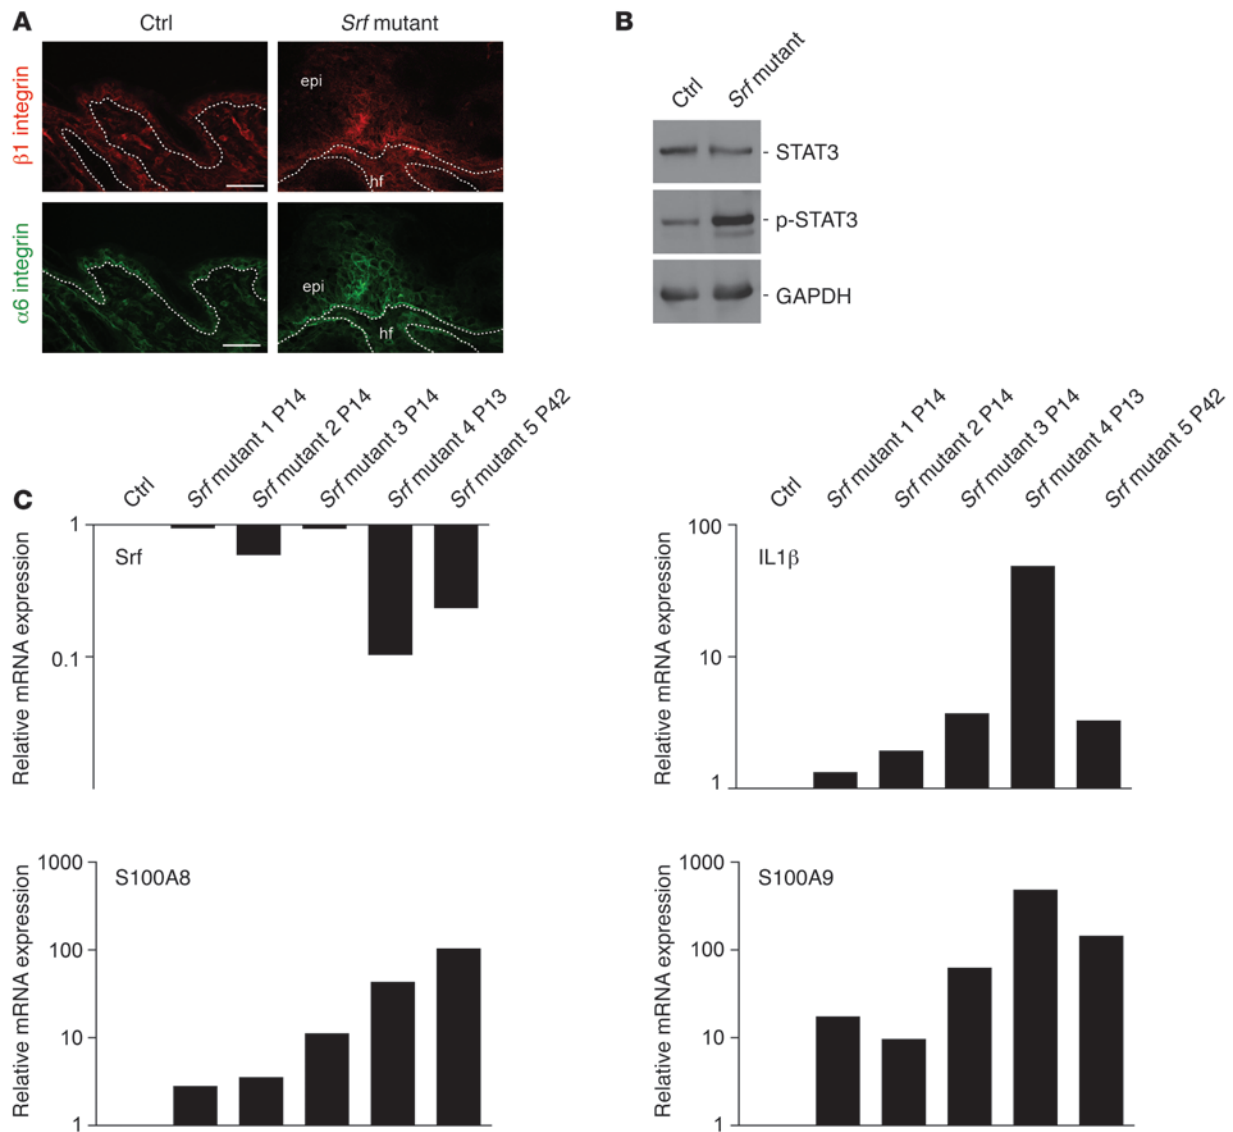 A
Ctrl
Srf mutant
β1 integrin
epi
hf
α6 integrin
epi
hf
B
Ctrl
Srf mutant
- STAT3
- p-STAT3
- GAPDH
C
Ctrl
Srf mutant 1 P14
Srf mutant 2 P14
Srf mutant 3 P14
Srf mutant 4 P13
Srf mutant 5 P42
Relative mRNA expression
1
0.1
Srf
Ctrl
Srf mutant 1 P14
Srf mutant 2 P14
Srf mutant 3 P14
Srf mutant 4 P13
Srf mutant 5 P42
Relative mRNA expression
100
10
1
IL1β
Relative mRNA expression
1000
100
10
1
S100A8
Relative mRNA expression
1000
100
10
1
S100A9